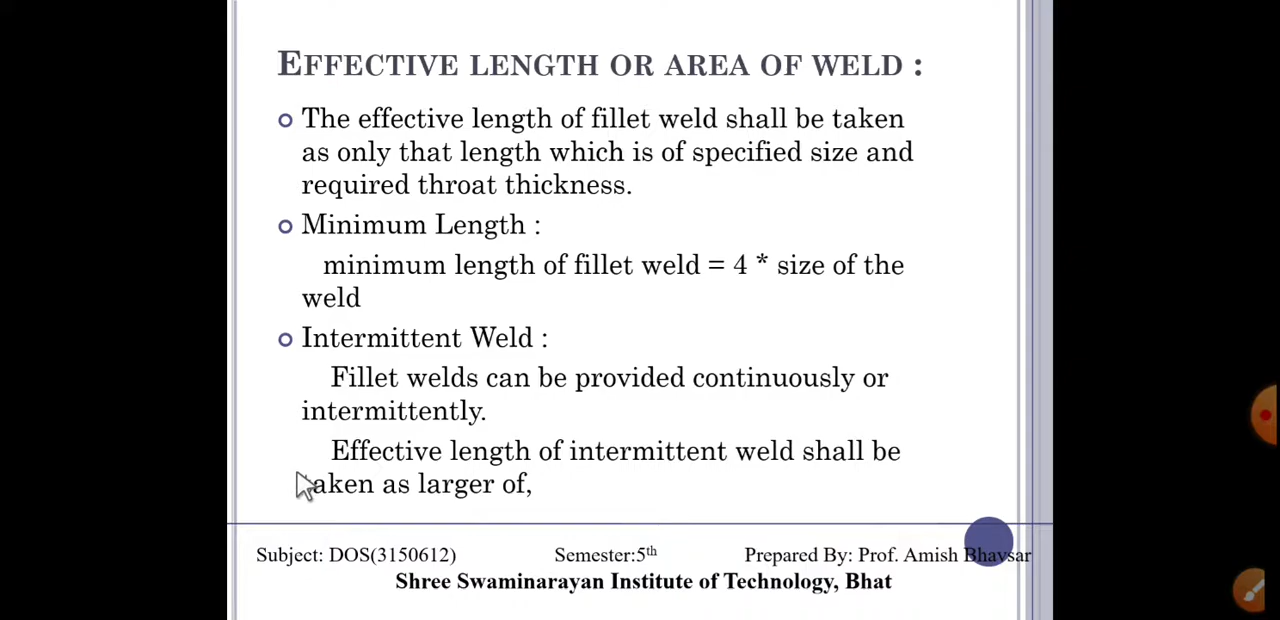 EFFECTIVE LENGTH OR AREA OF WELD :
The effective length of fillet weld shall be taken
as only that length which is of specified size and
required throat thickness.
Minimum Length :
minimum length of fillet weld = 4 * size of the
weld
Intermittent Weld :
Fillet welds can be provided continuously or
intermittently.
Effective length of intermittent weld shall be
taken as larger of,
Subject: DOS(3150612) Semester:5th Prepared By: Prof. Amish Bhavsar
Shree Swaminarayan Institute of Technology, Bhat